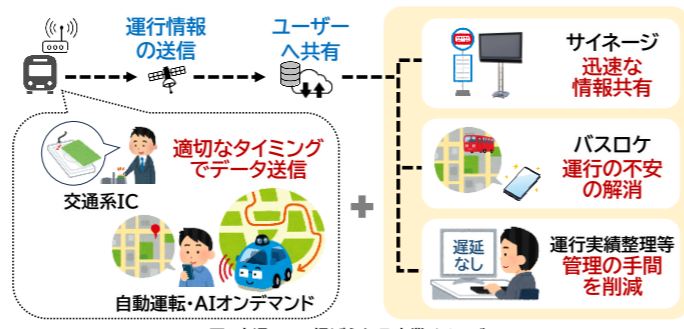 運行情報
の送信
ユーザー
へ共有
サイネージ
迅速な
情報共有
適切なタイミング
でデータ送信
交通系IC
自動運転・AIオンデマンド
バスロケ
運行の不安
の解消
遅延
なし
運行実績整理等
管理の手間
を削減